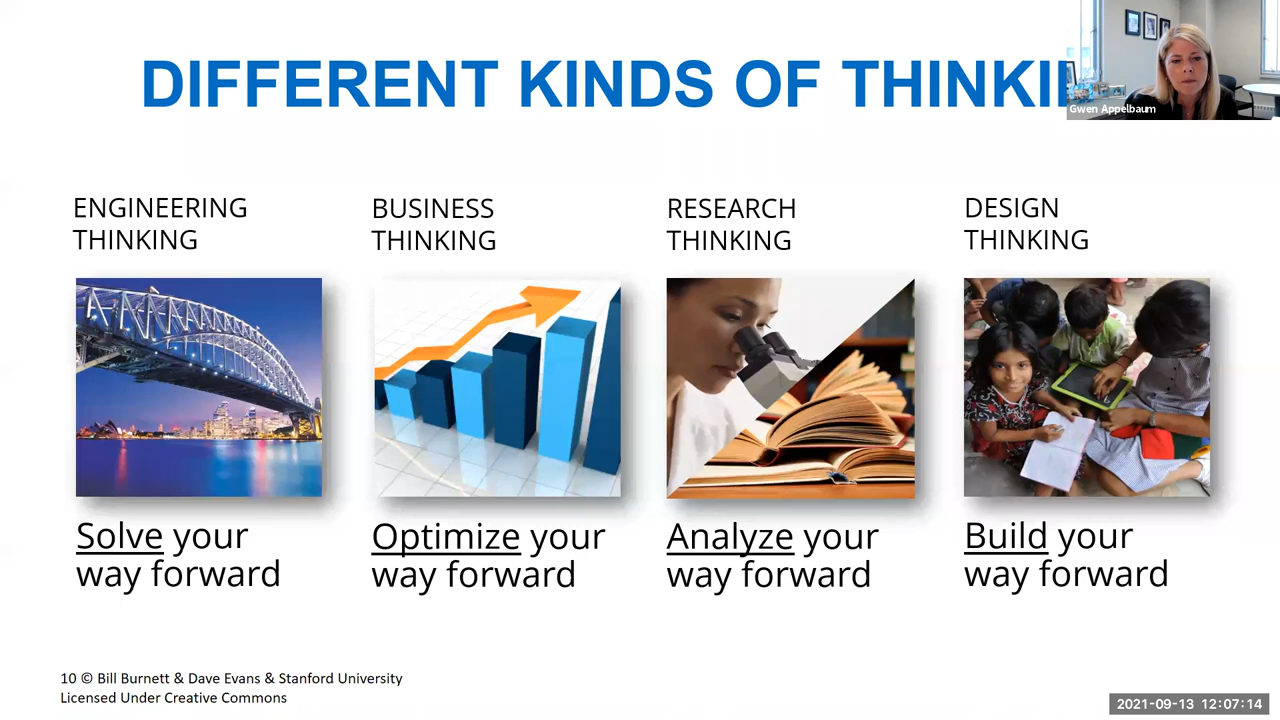 DIFFERENT KINDS OF
Gwen Appelbaum
ENGINEERING
THINKING
BUSINESS
THINKING
RESEARCH
THINKING
DESIGN
THINKING
Solve your
way forward
Optimize your
way forward
Analyze your
way forward
Build your
way forward
10 © Bill Burnett & Dave Evans & Stanford University
Licensed Under Creative Commons
2021-09-13 12:07:14